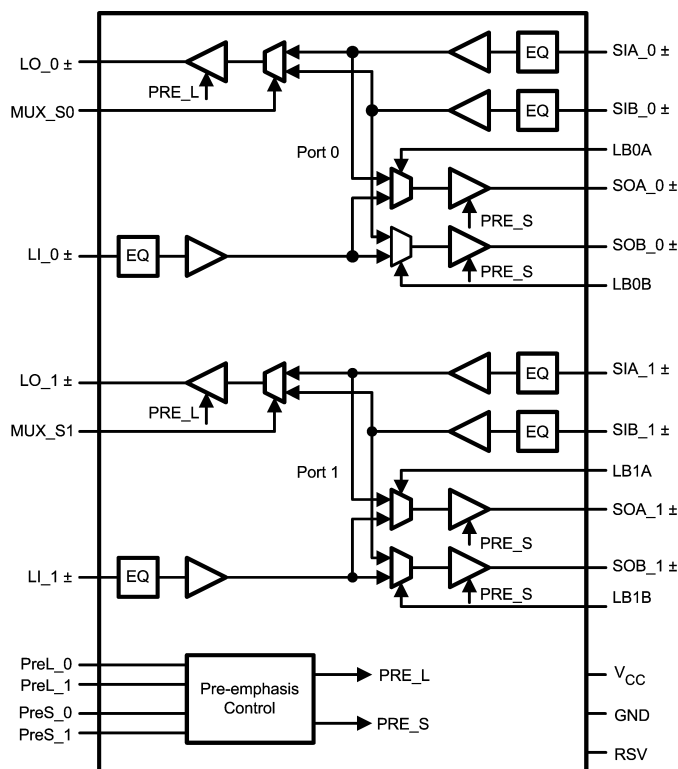 LO_0 ±
PRE_L
EQ
SIA_0 ±
MUX_S0
EQ
SIB_0 ±
Port 0
LB0A
SOA_0 ±
PRE_S
LI_0 ±
EQ
SOB_0 ±
PRE_S
LB0B
LO_1 ±
PRE_L
EQ
SIA_1 ±
MUX_S1
EQ
SIB_1 ±
Port 1
LB1A
SOA_1 ±
PRE_S
LI_1 ±
EQ
SOB_1 ±
PRE_S
LB1B
PreL_0
PreL_1
PreS_0
PreS_1
Pre-emphasis
Control
PRE_L
PRE_S
VCC
GND
RSV